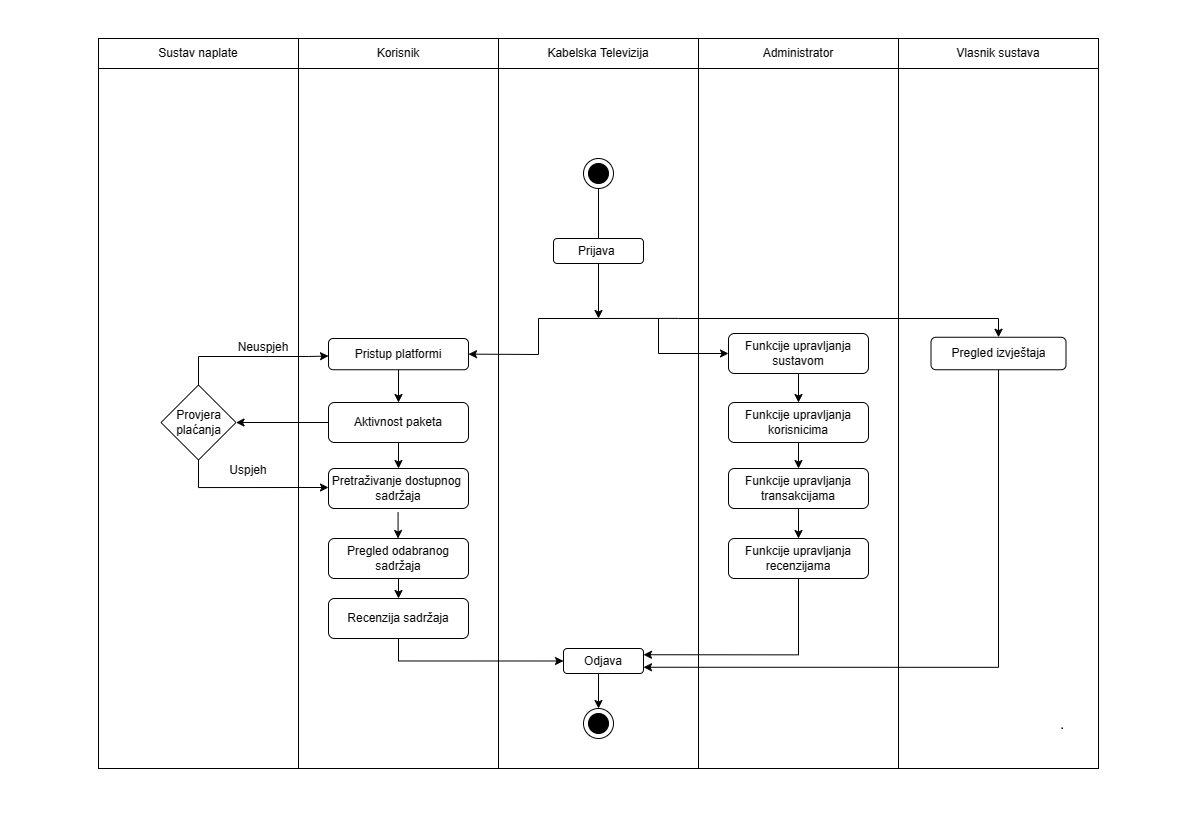 Sustav naplate
Korisnik
Kabelska Televizija
Administrator
Vlasnik sustava
Prijava
Neuspjeh
Pristup platformi
Funkcije upravljanja
sustavom
Pregled izvještaja
Provjera
plaćanja
Aktivnost paketa
Funkcije upravljanja
korisnicima
Uspjeh
Pretraživanje dostupnog
sadržaja
Funkcije upravljanja
transakcijama
Pregled odabranog
sadržaja
Funkcije upravljanja
recenzijama
Recenzija sadržaja
Odjava
.